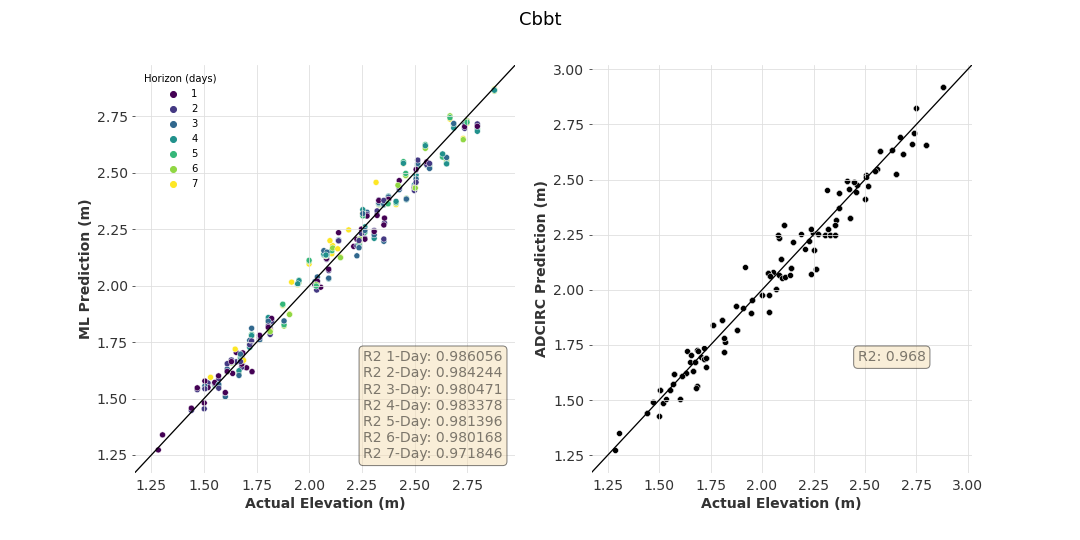 Cbbt
Horizon (days)
1
2
3
4
5
6
7
2.75
2.50
2.25
2.00
1.75
1.50
1.25
ML Prediction (m)
R2 1-Day: 0.986056
R2 2-Day: 0.984244
R2 3-Day: 0.980471
R2 4-Day: 0.983378
R2 5-Day: 0.981396
R2 6-Day: 0.980168
R2 7-Day: 0.971846
1.25 1.50 1.75 2.00 2.25 2.50 2.75
Actual Elevation (m)
3.00
2.75
2.50
2.25
2.00
1.75
1.50
1.25
ADCIRC Prediction (m)
R2: 0.968
1.25 1.50 1.75 2.00 2.25 2.50 2.75 3.00
Actual Elevation (m)